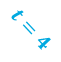 t = 4